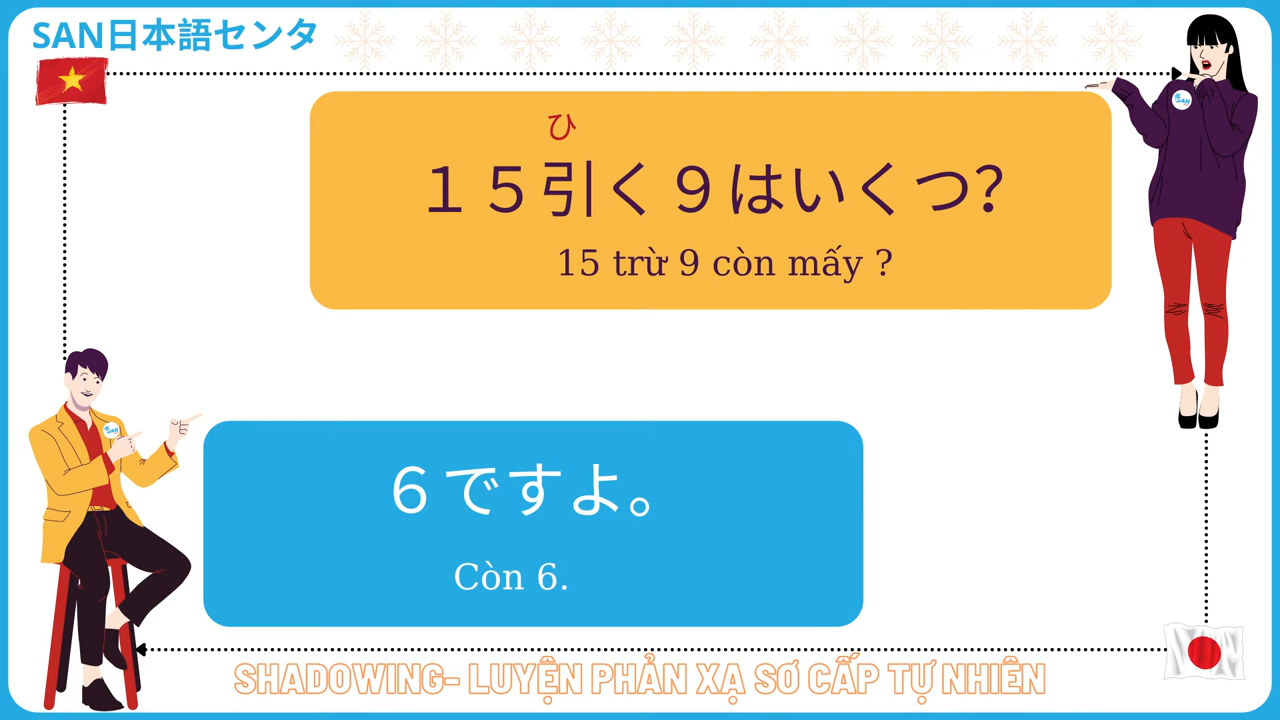 SAN日本語センタ
ひ
１５引く９はいくつ?
15 trừ 9 còn mấy ?
SAN
６ですよ。
Còn 6.
SAN
SHADOWING- LUYỆN PHẢN XẠ SƠ CẤP TỰ NHIÊN